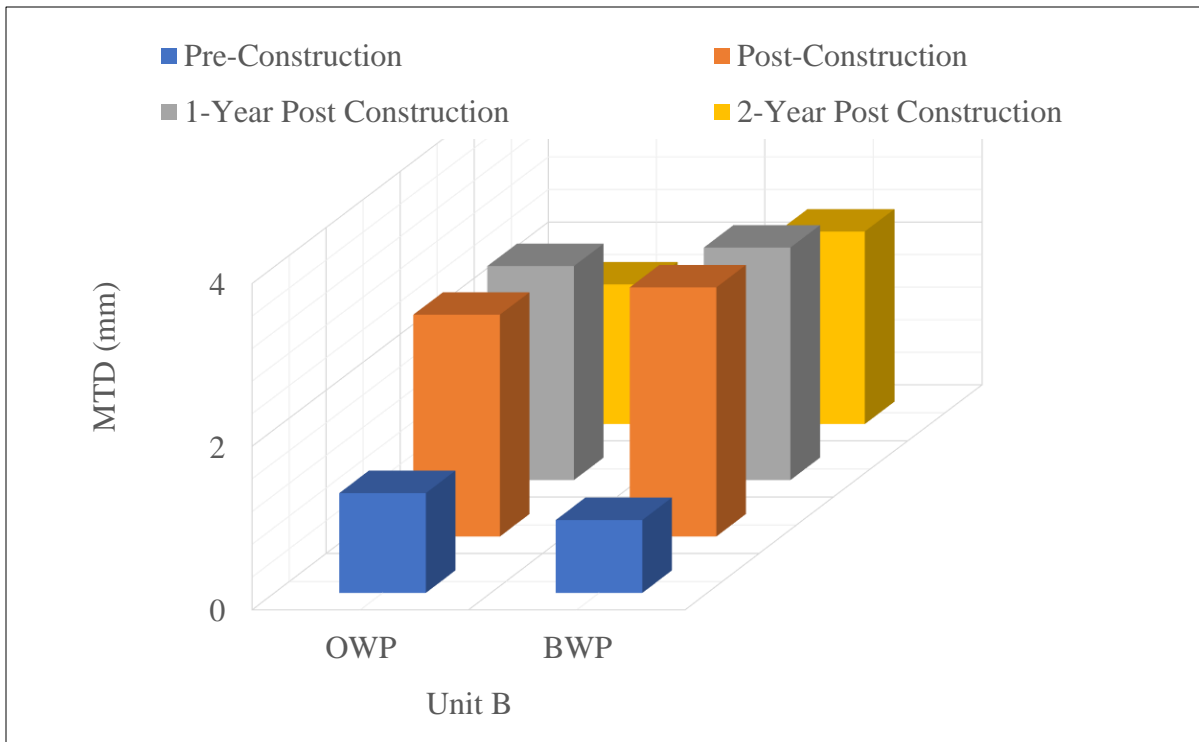 Pre-Construction
Post-Construction
1-Year Post Construction
2-Year Post Construction
MTD (mm)
4
2
0
OWP
BWP
Unit B